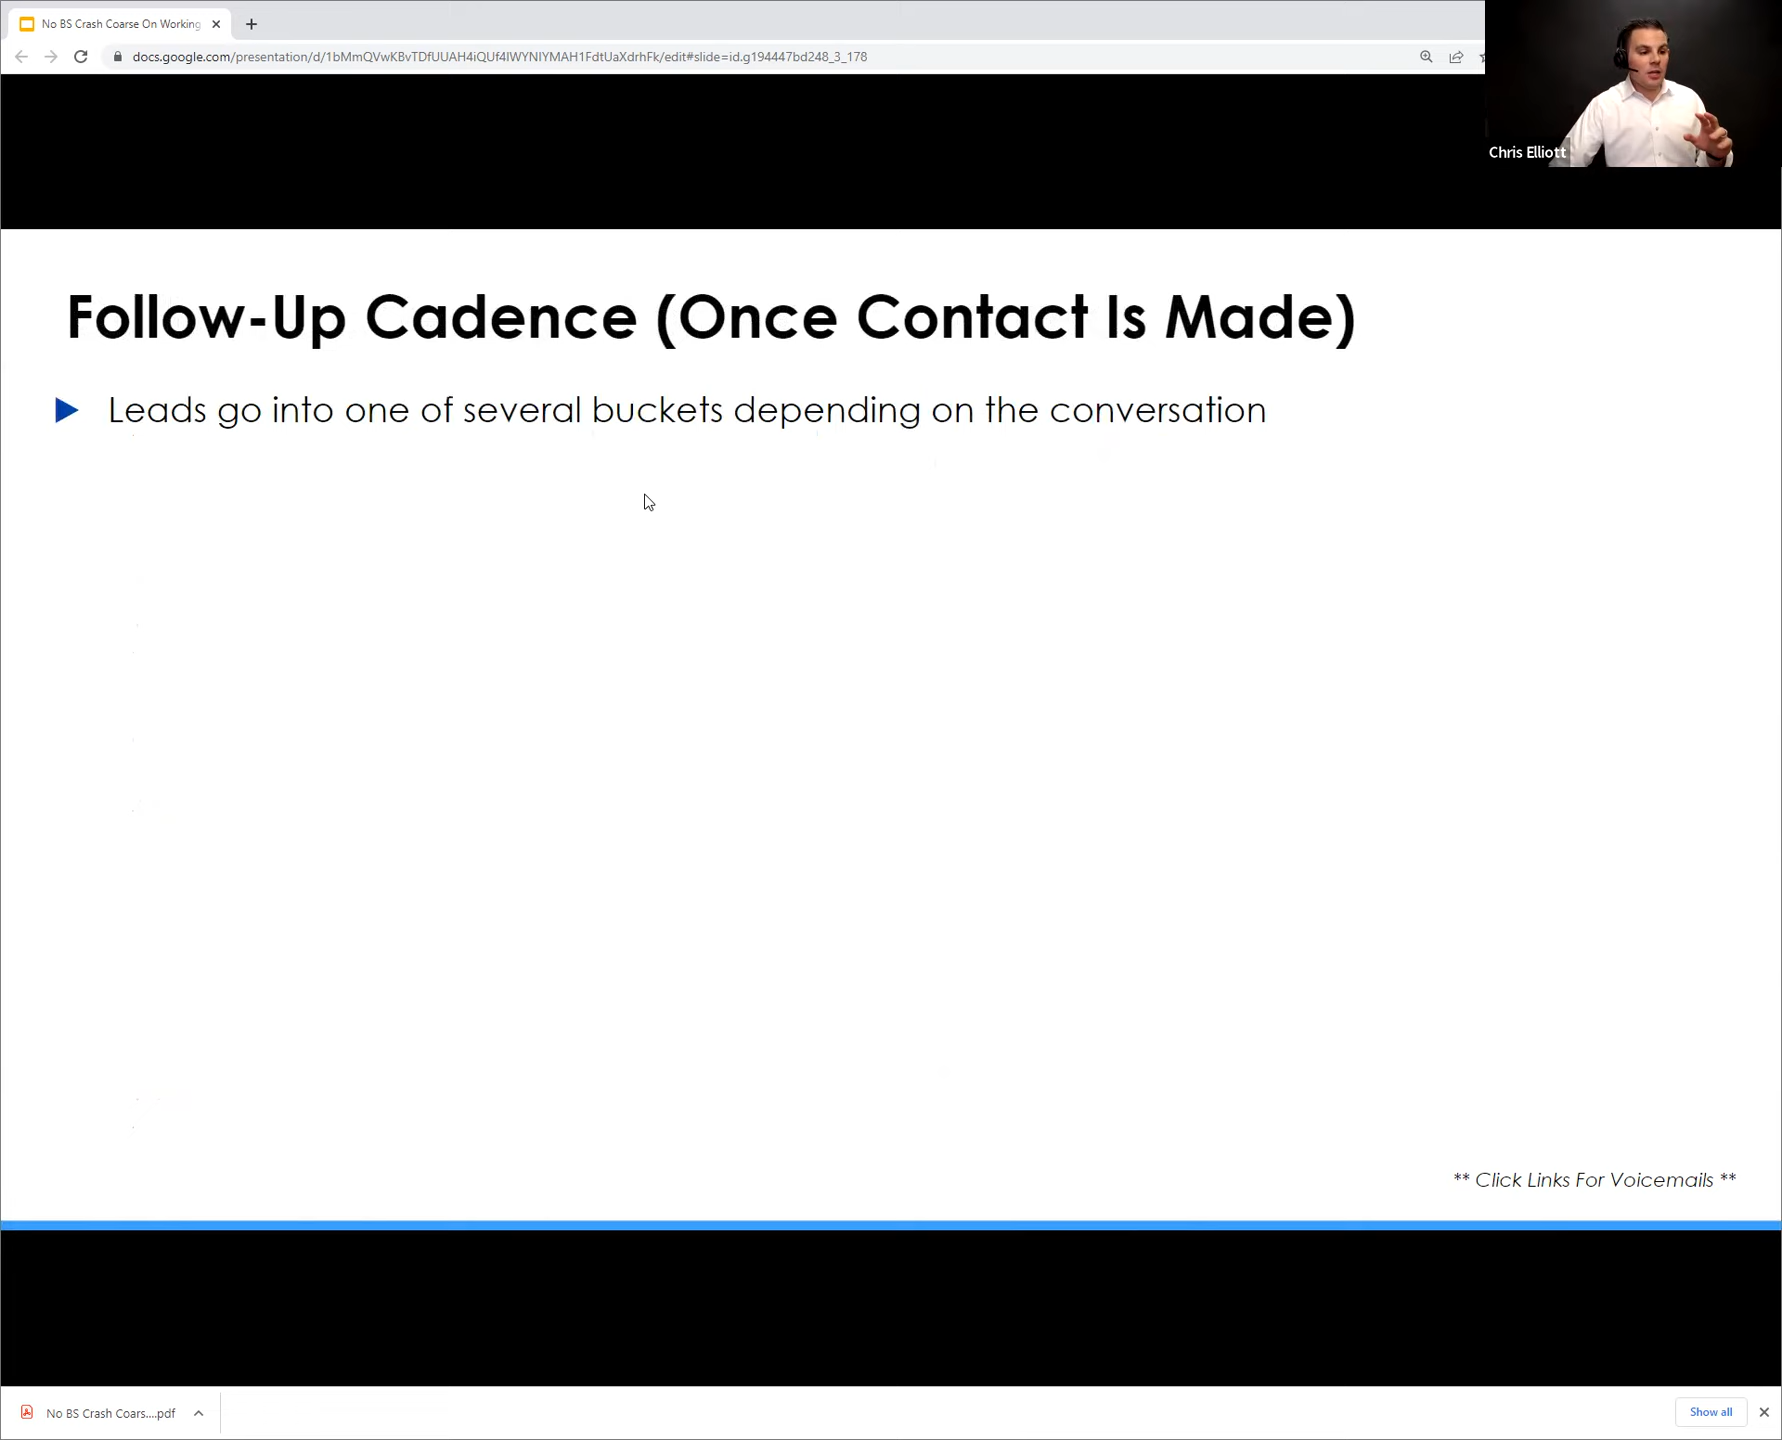 No BS Crash Coarse On Working
docs.google.com/presentation/d/1bMmQVwKBvTDfUUAH4iQUf4IWYNIYMAH1FdtUaXdrhFk/edit#slide=id.g194447bd248_3_178
Chris Elliott
Follow-Up Cadence (Once Contact Is Made)
Leads go into one of several buckets depending on the conversation
** Click Links For Voicemails **
No BS Crash Coars....pdf
Show all